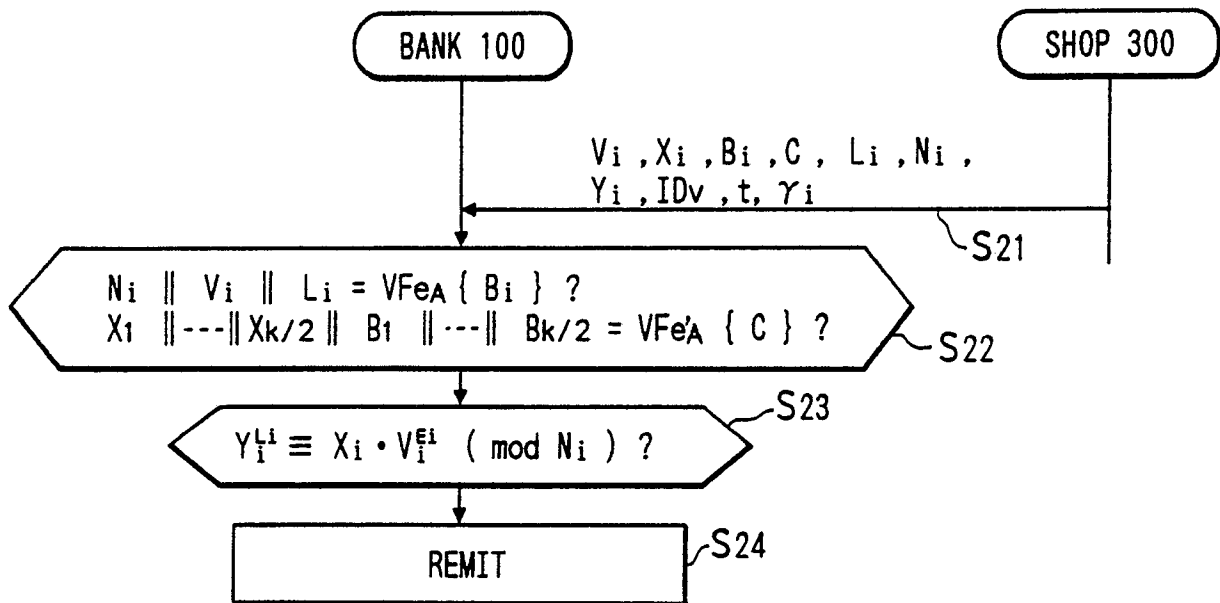 BANK 100
SHOP 300
Vi , Xi , Bi , C , Li , Ni ,
Yi , IDv , t, γi
S21
Ni ‖ Vi ‖ Li = VFeA { Bi } ?
X1 ‖---‖ Xk/2 ‖ B1 ‖---‖ Bk/2 = VFe'A { C } ?
S22
S23
Yi^Li ≡ Xi • Vi^Ei ( mod Ni ) ?
REMIT
S24